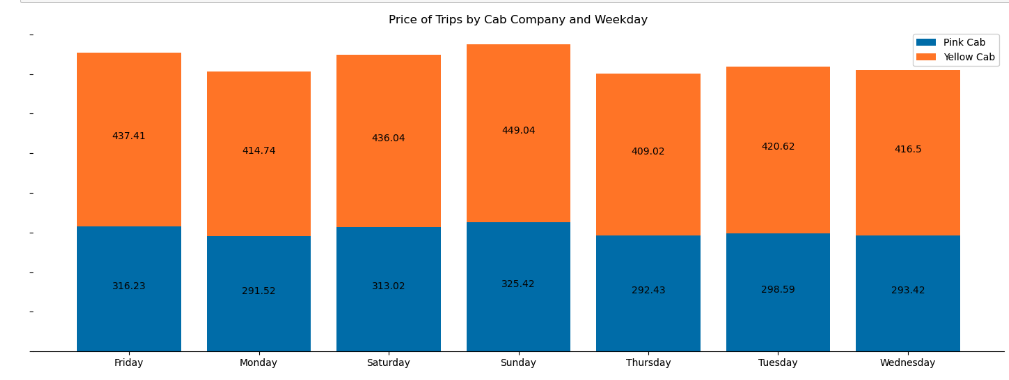 Price of Trips by Cab Company and Weekday
Pink Cab
Yellow Cab
437.41
414.74
436.04
449.04
409.02
420.62
416.5
316.23
291.52
313.02
325.42
292.43
298.59
293.42
Friday
Monday
Saturday
Sunday
Thursday
Tuesday
Wednesday